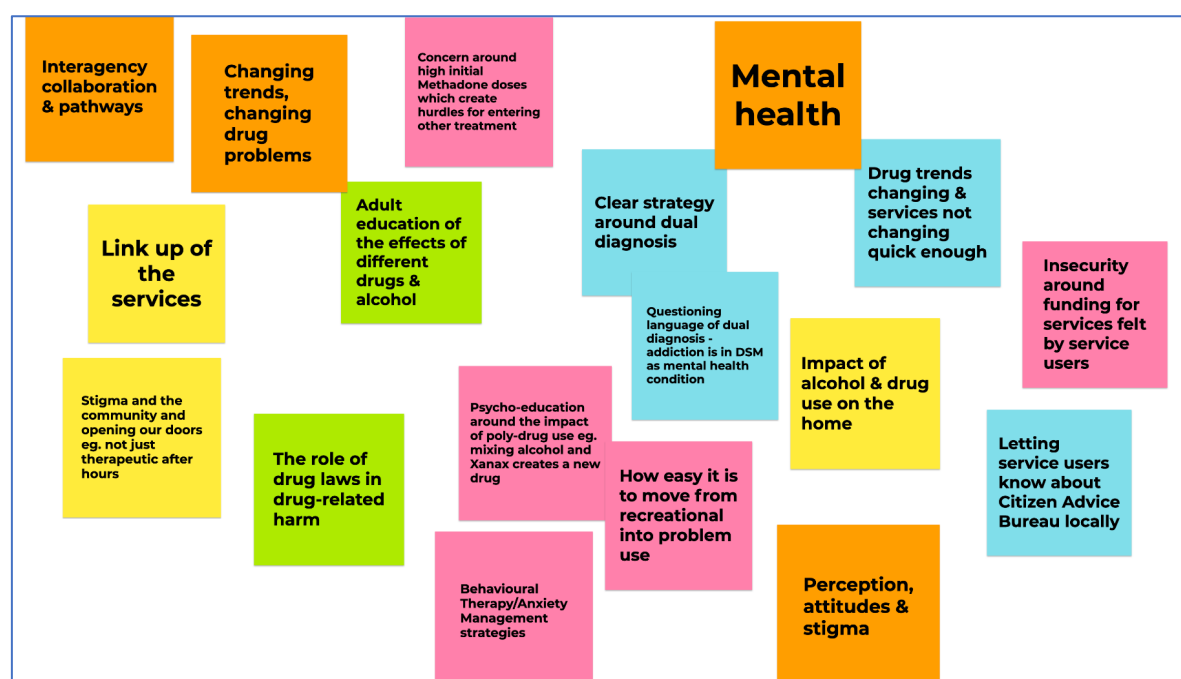 Interagency
collaboration
& pathways
Changing
trends,
changing
drug
problems
Concern around
high initial
Methadone doses
which create
hurdles for entering
other treatment
Mental
health
Adult
education of
the effects of
different
drugs &
alcohol
Clear strategy
around dual
diagnosis
Drug trends
changing &
services not
changing
quick enough
Link up of
the
services
Insecurity
around
funding for
services felt
by service
users
Questioning
language of dual
diagnosis -
addiction is in DSM
as mental health
condition
Impact of
alcohol & drug
use on the
home
Stigma and the
community and
opening our doors
eg. not just
therapeutic after
hours
The role of
drug laws in
drug-related
harm
Psycho-education
around the impact
of poly-drug use eg.
mixing alcohol and
Xanax creates a new
drug
How easy it is
to move from
recreational
into problem
use
Letting
service users
know about
Citizen Advice
Bureau locally
Behavioural
Therapy/Anxiety
Management
strategies
Perception,
attitudes &
stigma